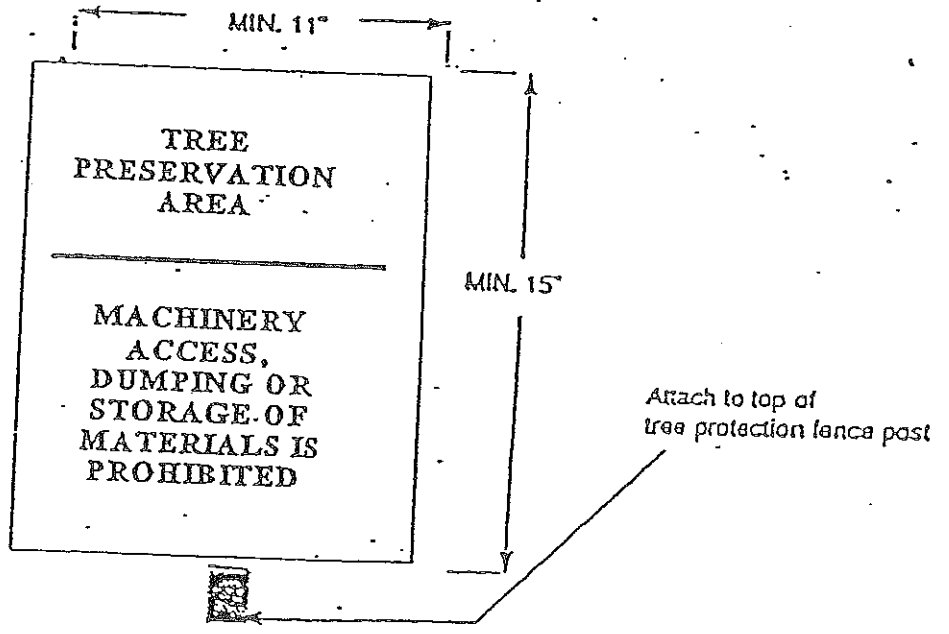 MIN. 11"
TREE
PRESERVATION
AREA
MACHINERY
ACCESS,
DUMPING OR
STORAGE OF
MATERIALS IS
PROHIBITED
MIN. 15"
Attach to top of
tree protection fence post